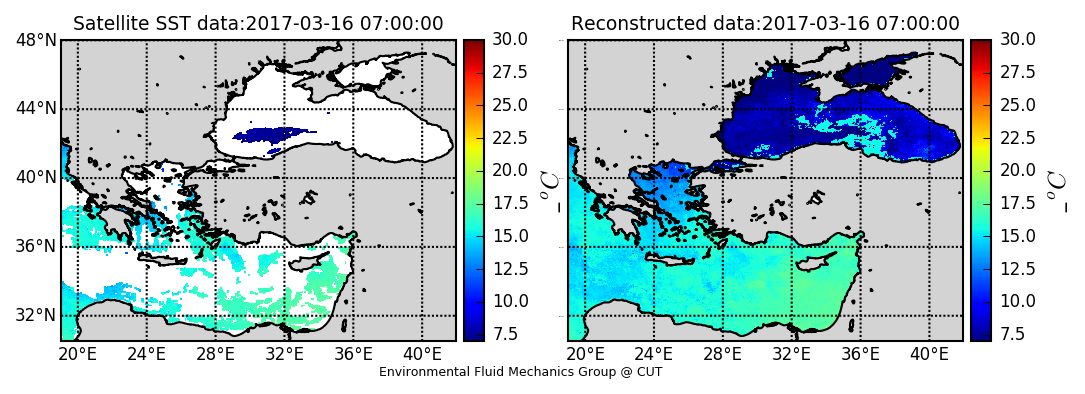 Satellite SST data:2017-03-16 07:00:00
48°N
44°N
40°N
36°N
32°N
20°E 24°E 28°E 32°E 36°E 40°E
30.0
27.5
25.0
22.5
20.0
17.5
15.0
12.5
10.0
7.5
_°C
Reconstructed data:2017-03-16 07:00:00
20°E 24°E 28°E 32°E 36°E 40°E
30.0
27.5
25.0
22.5
20.0
17.5
15.0
12.5
10.0
7.5
_°C
Environmental Fluid Mechanics Group @ CUT